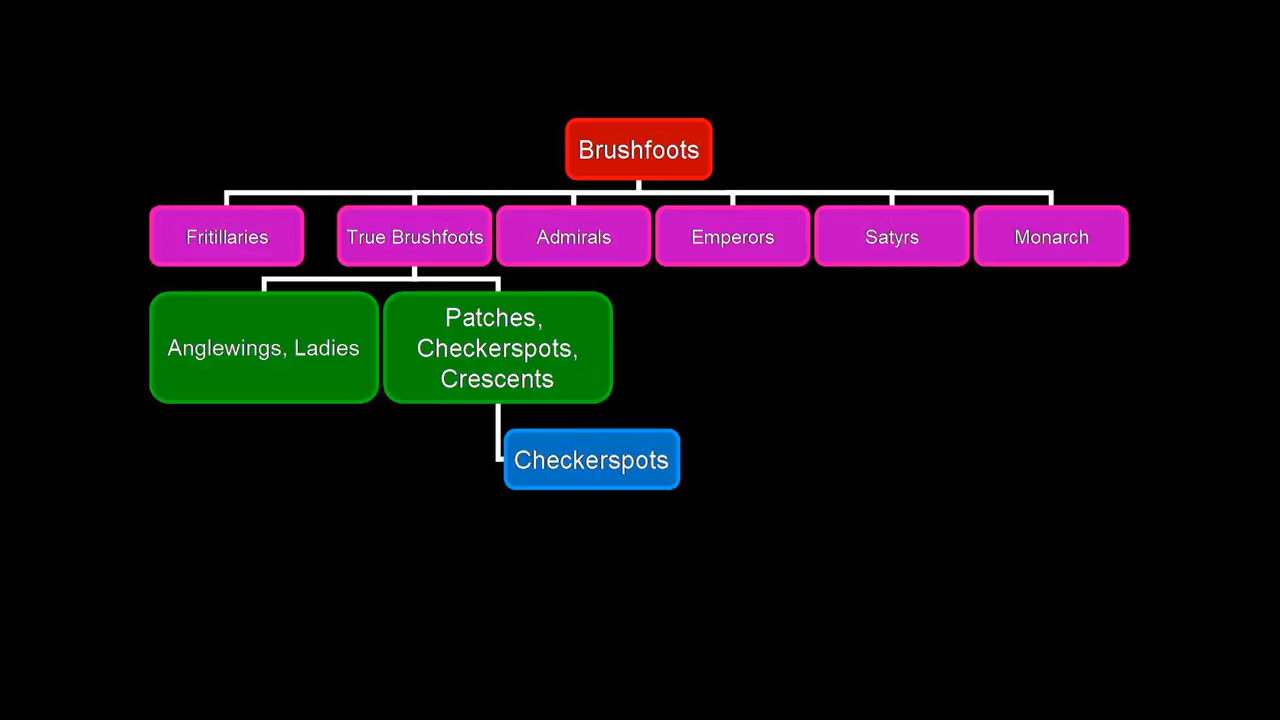 Brushfoots
Fritillaries
True Brushfoots
Admirals
Emperors
Satyrs
Monarch
Anglewings, Ladies
Patches,
Checkerspots,
Crescents
Checkerspots